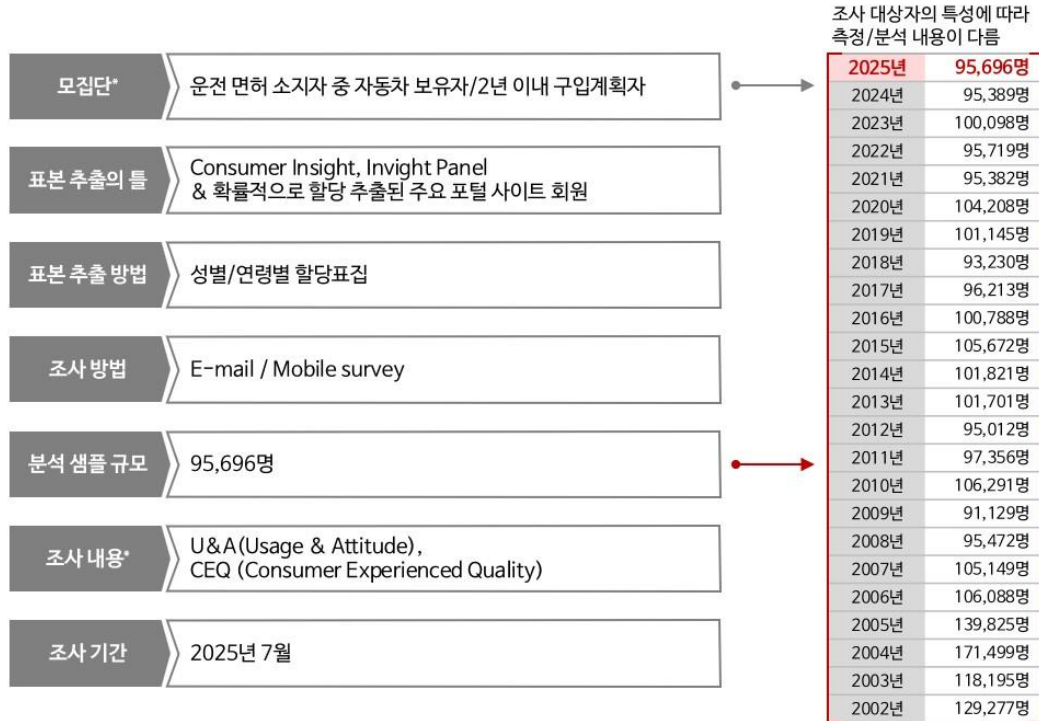 조사 대상자의 특성에 따라
측정/분석 내용이 다름
모집단*
운전 면허 소지자 중 자동차 보유자/2년 이내 구입계획자
표본 추출의 틀
Consumer Insight, Invight Panel
& 확률적으로 할당 추출된 주요 포털 사이트 회원
표본 추출 방법
성별/연령별 할당표집
조사 방법
E-mail / Mobile survey
분석 샘플 규모
95,696명
조사 내용*
U&A(Usage & Attitude),
CEQ (Consumer Experienced Quality)
조사 기간
2025년 7월
2025년 95,696명
2024년 95,389명
2023년 100,098명
2022년 95,719명
2021년 95,382명
2020년 104,208명
2019년 101,145명
2018년 93,230명
2017년 96,213명
2016년 100,788명
2015년 105,672명
2014년 101,821명
2013년 101,701명
2012년 95,012명
2011년 97,356명
2010년 106,291명
2009년 91,129명
2008년 95,472명
2007년 105,149명
2006년 106,088명
2005년 139,825명
2004년 171,499명
2003년 118,195명
2002년 129,277명